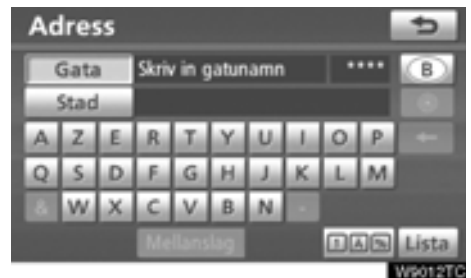 Adress
Gata Skriv in gatunamn **** B
Stad
A Z E R T Y U I O P ←
Q S D F G H J K L M
& W X C V B N -
Mellanslag ! À % Lista
W9012TC